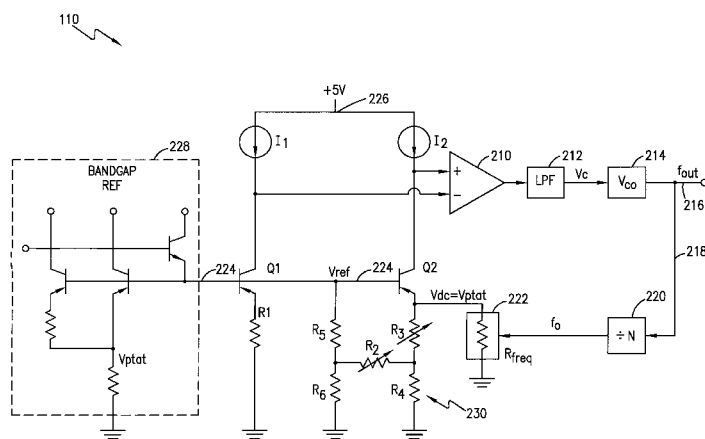 110
+5V
226
228
BANDGAP
REF
I1
I2
210
212
214
fout
LPF
Vc
Vco
216
+
−
218
224
Q1
Vref
224
Q2
Vdc=Vptat
222
220
R1
R5
R3
fo
÷N
R2
Rfreq
Vptat
R6
R4
230